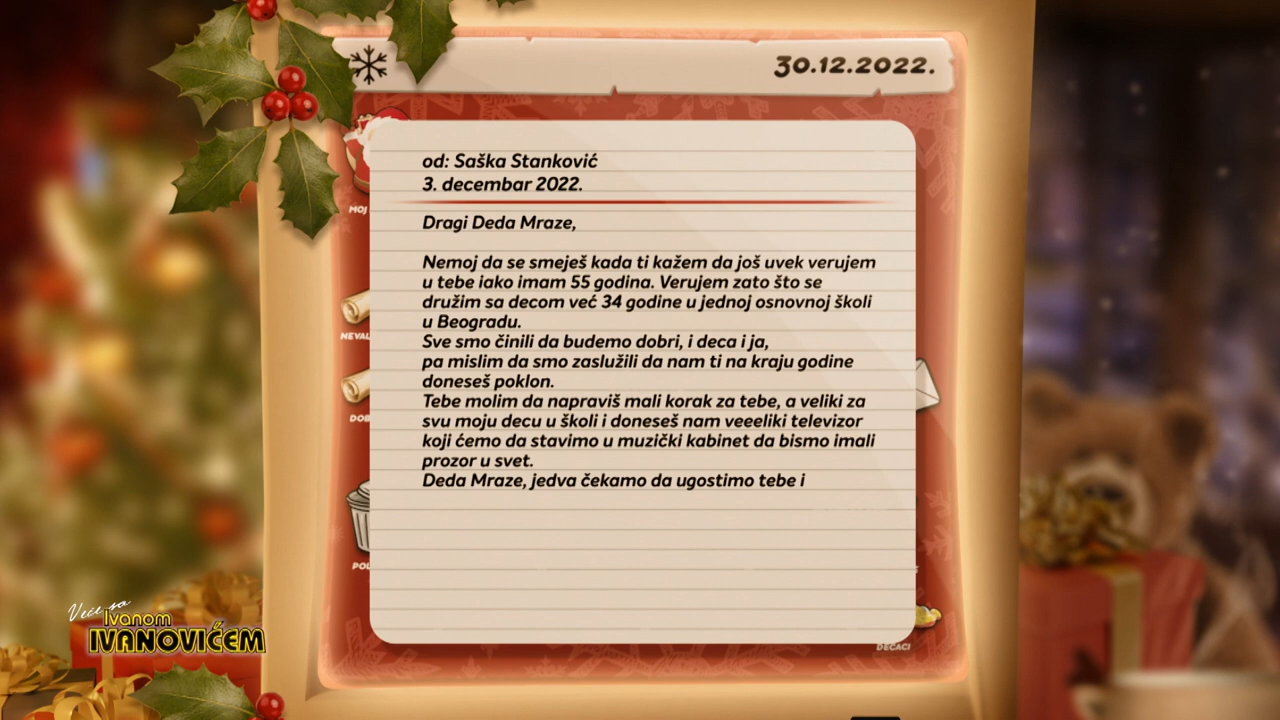 30.12.2022.
od: Saška Stanković
3. decembar 2022.
Dragi Deda Mraze,
Nemoj da se smeješ kada ti kažem da još uvek verujem
u tebe iako imam 55 godina. Verujem zato što se
družim sa decom već 34 godine u jednoj osnovnoj školi
u Beogradu.
Sve smo činili da budemo dobri, i deca i ja,
pa mislim da smo zaslužili da nam ti na kraju godine
doneseš poklon.
Tebe molim da napraviš mali korak za tebe, a veliki za
svu moju decu u školi i doneseš nam veeeliki televizor
koji ćemo da stavimo u muzički kabinet da bismo imali
prozor u svet.
Deda Mraze, jedva čekamo da ugostimo tebe i
MOJ
NEVAL
DOB
POL
DEČACI
Veče sa
Ivanom
IVANOVIĆEM